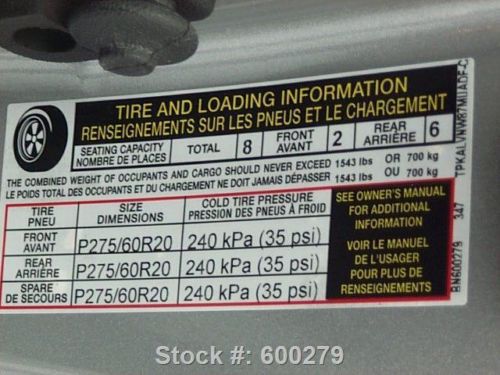 TIRE AND LOADING INFORMATION
RENSEIGNEMENTS SUR LES PNEUS ET LE CHARGEMENT
SEATING CAPACITY
NOMBRE DE PLACES
TOTAL 8
FRONT
AVANT
2
REAR
ARRIÈRE
6
THE COMBINED WEIGHT OF OCCUPANTS AND CARGO SHOULD NEVER EXCEED 1543 lbs OR 700 kg
LE POIDS TOTAL DES OCCUPANTS ET DU CHARGEMENT NE DOIT JAMAIS DÉPASSER 1543 lbs OU 700 kg
TIRE
PNEU
SIZE
DIMENSIONS
COLD TIRE PRESSURE
PRESSION DES PNEUS À FROID
FRONT
AVANT
P275/60R20 240 kPa (35 psi)
REAR
ARRIÈRE
P275/60R20 240 kPa (35 psi)
SPARE
DE SECOURS
P275/60R20 240 kPa (35 psi)
SEE OWNER'S MANUAL
FOR ADDITIONAL
INFORMATION
VOIR LE MANUEL
DE L'USAGER
POUR PLUS DE
RENSEIGNEMENTS
BN600279 347
Stock #: 600279